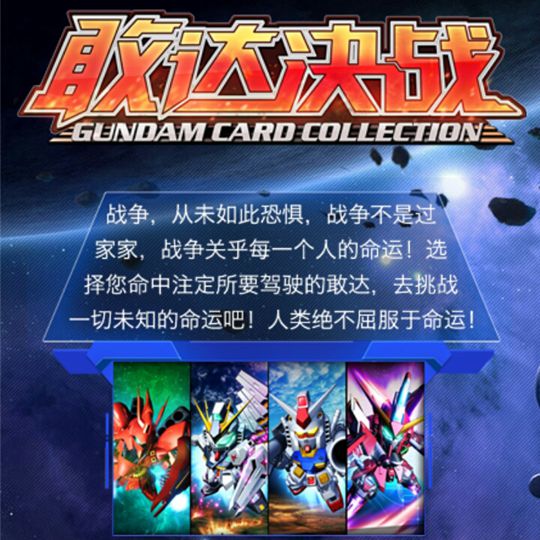 敢达决战
GUNDAM CARD COLLECTION
战争，从未如此恐惧，战争不是过
家家，战争关乎每一个人的命运！选
择您命中注定所要驾驶的敢达，去挑战
一切未知的命运吧！人类绝不屈服于命运！